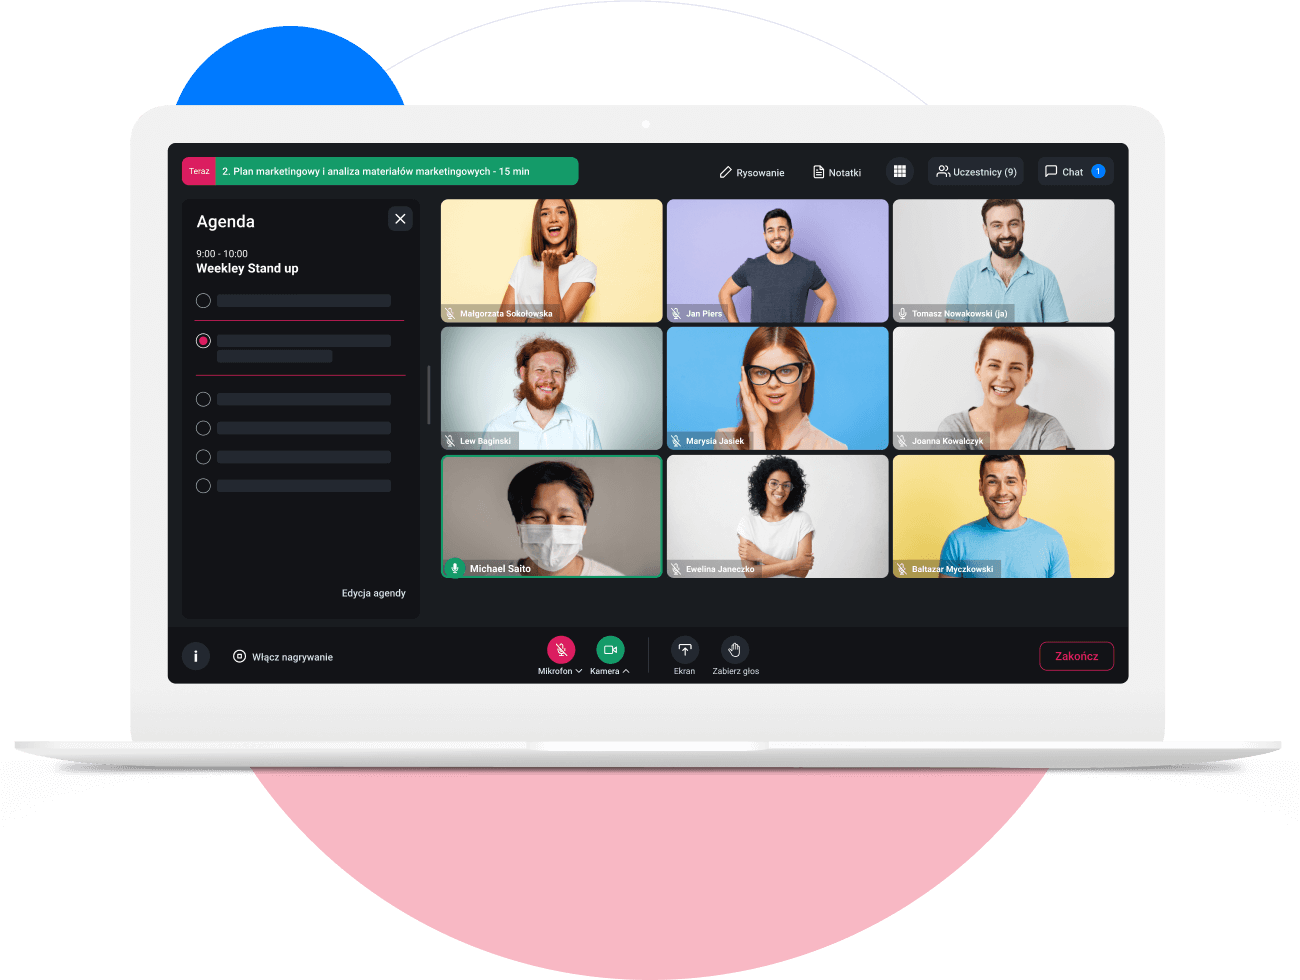 Teraz
2. Plan marketingowy i analiza materiałów marketingowych - 15 min
Rysowanie
Notatki
Uczestnicy (9)
Chat
1
Agenda
9:00 - 10:00
Weekley Stand up
Edycja agendy
Małgorzata Sokołowska
Jan Piers
Tomasz Nowakowski (ja)
Lew Baginski
Marysia Jasiek
Joanna Kowalczyk
Michael Saito
Ewelina Janeczko
Baltazar Myczkowski
i
Włącz nagrywanie
Mikrofon
Kamera
Ekran
Zabierz głos
Zakończ